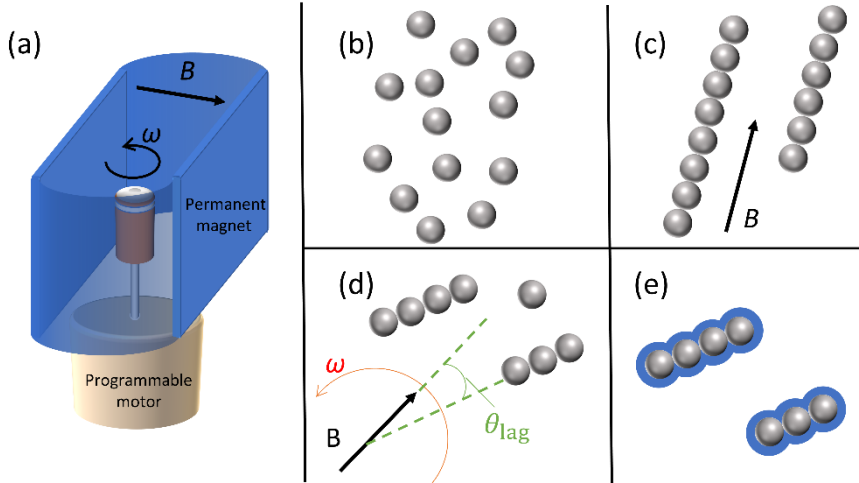 (a)
B
ω
Permanent
magnet
Programmable
motor
(b)
(c)
B
(d)
ω
B
θlag
(e)